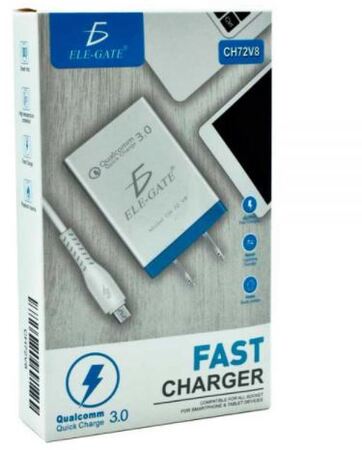 ELE-GATE®
CH72V8
Qualcomm
Quick Charge 3.0
ELE-GATE®
FAST
CHARGER
COMPATIBLE FOR ALL SOCKET
FOR SMARTPHONE & TABLET DEVICES
Qualcomm
Quick Charge 3.0
CH72V8